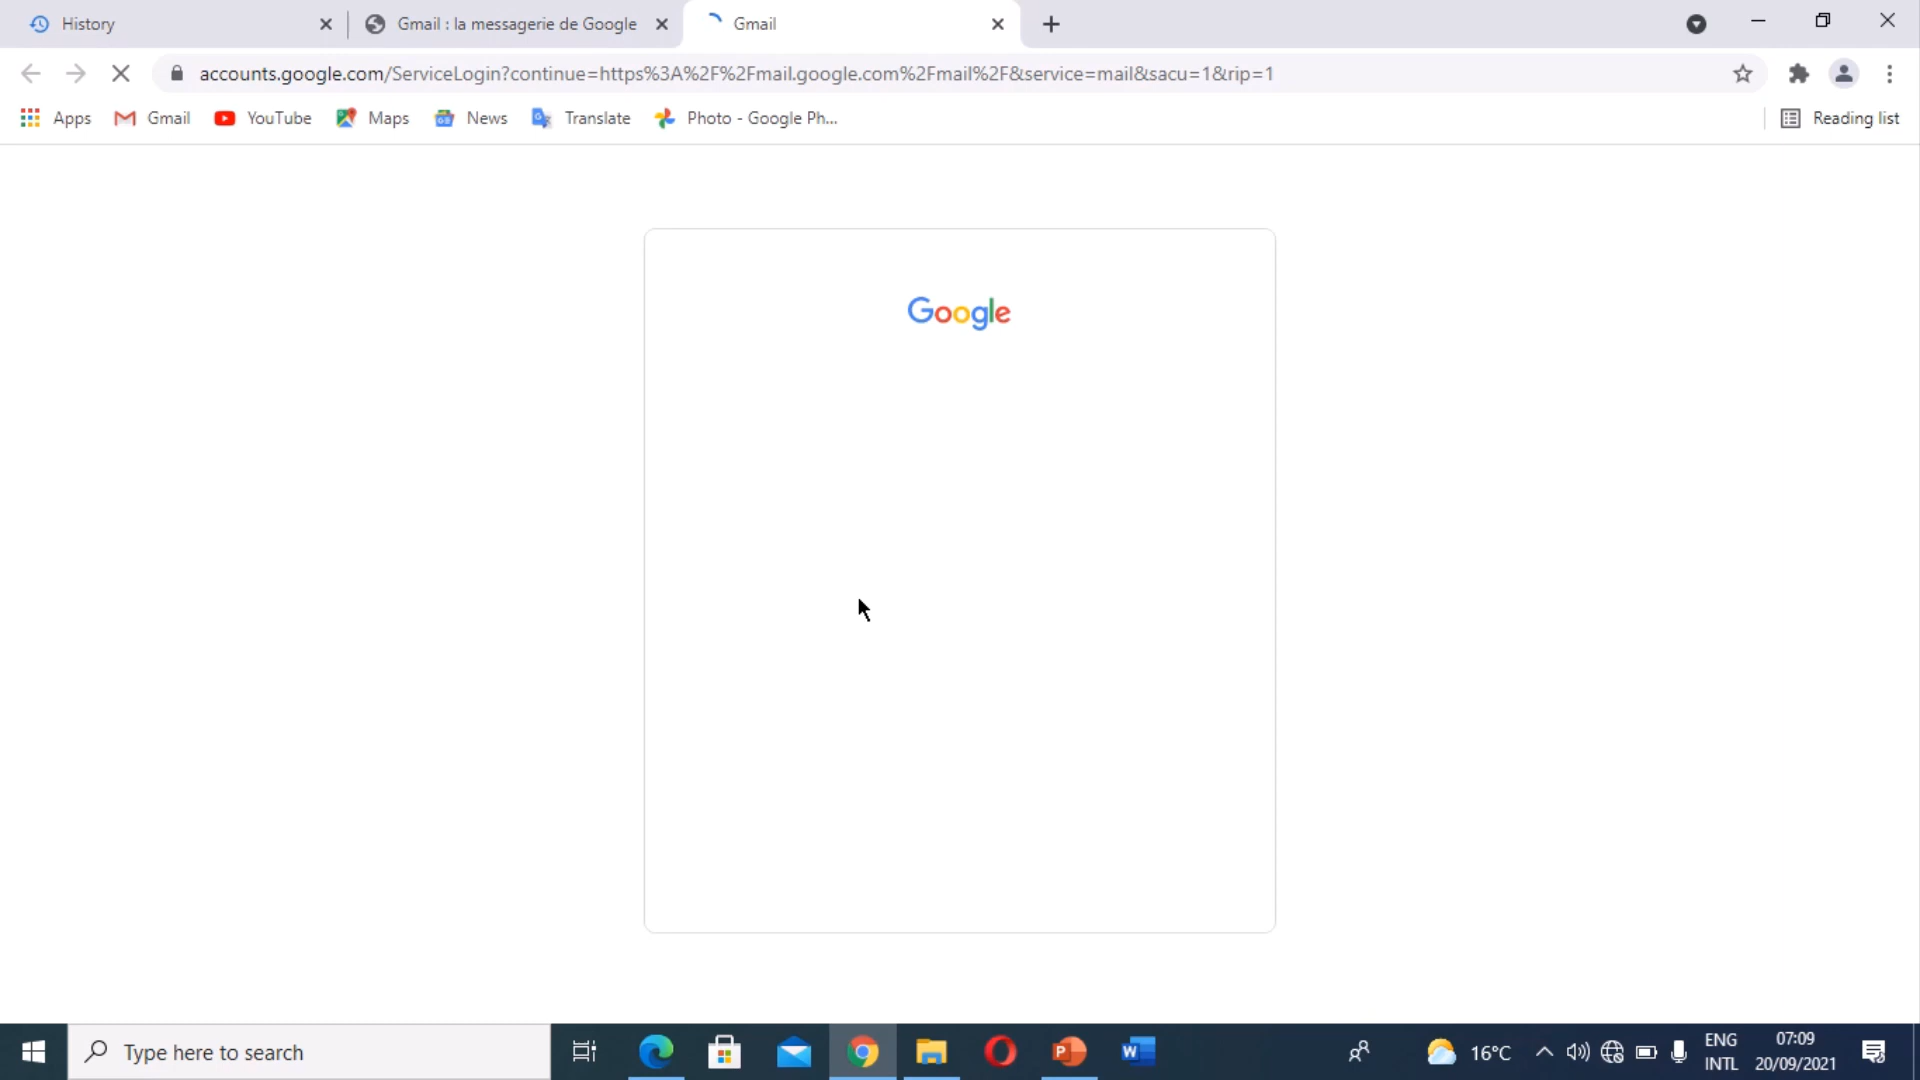 History
Gmail : la messagerie de Google
Gmail
accounts.google.com/ServiceLogin?continue=https%3A%2F%2Fmail.google.com%2Fmail%2F&service=mail&sacu=1&rip=1
Apps
Gmail
YouTube
Maps
News
Translate
Photo - Google Ph...
Reading list
Google
Type here to search
16°C
ENG
INTL
07:09
20/09/2021